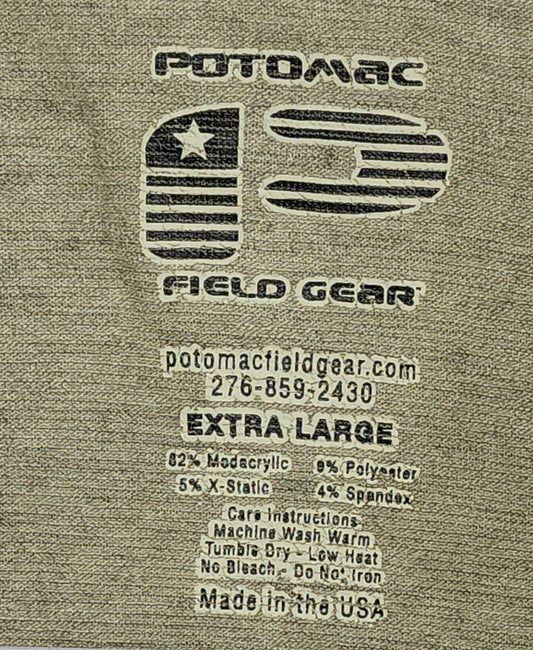 POTOMAC
FIELD GEAR™
potomacfieldgear.com
276-859-2430
EXTRA LARGE
82% Modacrylic 9% Polyester
5% X-Static 4% Spandex
Care Instructions
Machine Wash Warm
Tumble Dry - Low Heat
No Bleach - Do Not Iron
Made in the USA